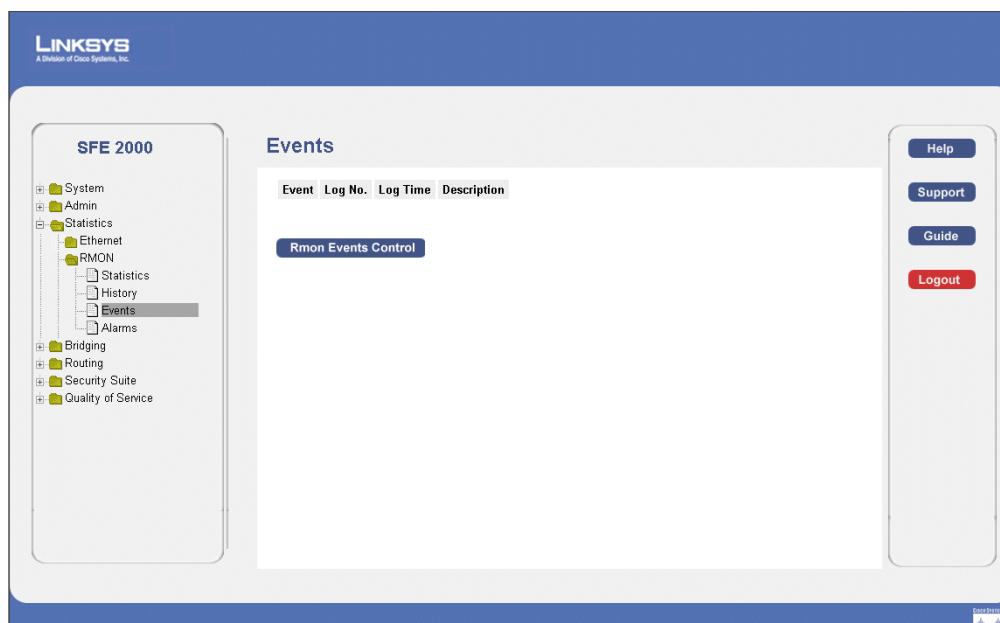 LINKSYS
A Division of Cisco Systems, Inc.
SFE 2000
System
Admin
Statistics
Ethernet
RMON
Statistics
History
Events
Alarms
Bridging
Routing
Security Suite
Quality of Service
Events
Event Log No. Log Time Description
Rmon Events Control
Help
Support
Guide
Logout